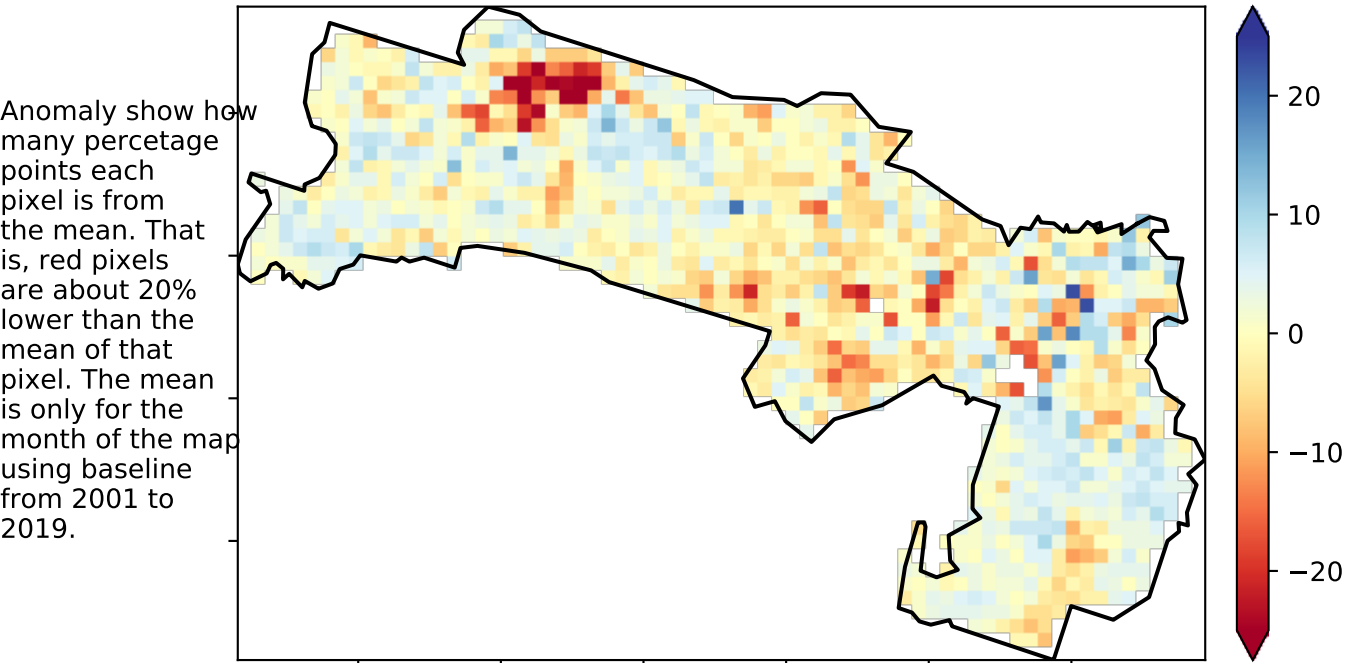 Anomaly show how
many percetage
points each
pixel is from
the mean. That
is, red pixels
are about 20%
lower than the
mean of that
pixel. The mean
is only for the
month of the map
using baseline
from 2001 to
2019.
20
10
0
−10
−20